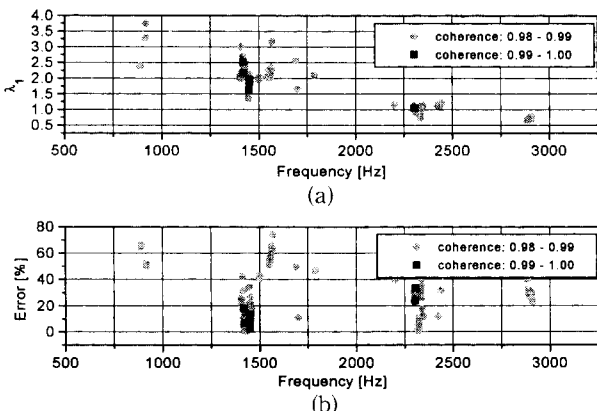 4.0
3.5
3.0
2.5
2.0
1.5
1.0
0.5
λ1
coherence: 0.98 - 0.99
coherence: 0.99 - 1.00
500 1000 1500 2000 2500 3000
Frequency [Hz]
(a)
80
60
40
20
0
Error [%]
coherence: 0.98 - 0.99
coherence: 0.99 - 1.00
500 1000 1500 2000 2500 3000
Frequency [Hz]
(b)